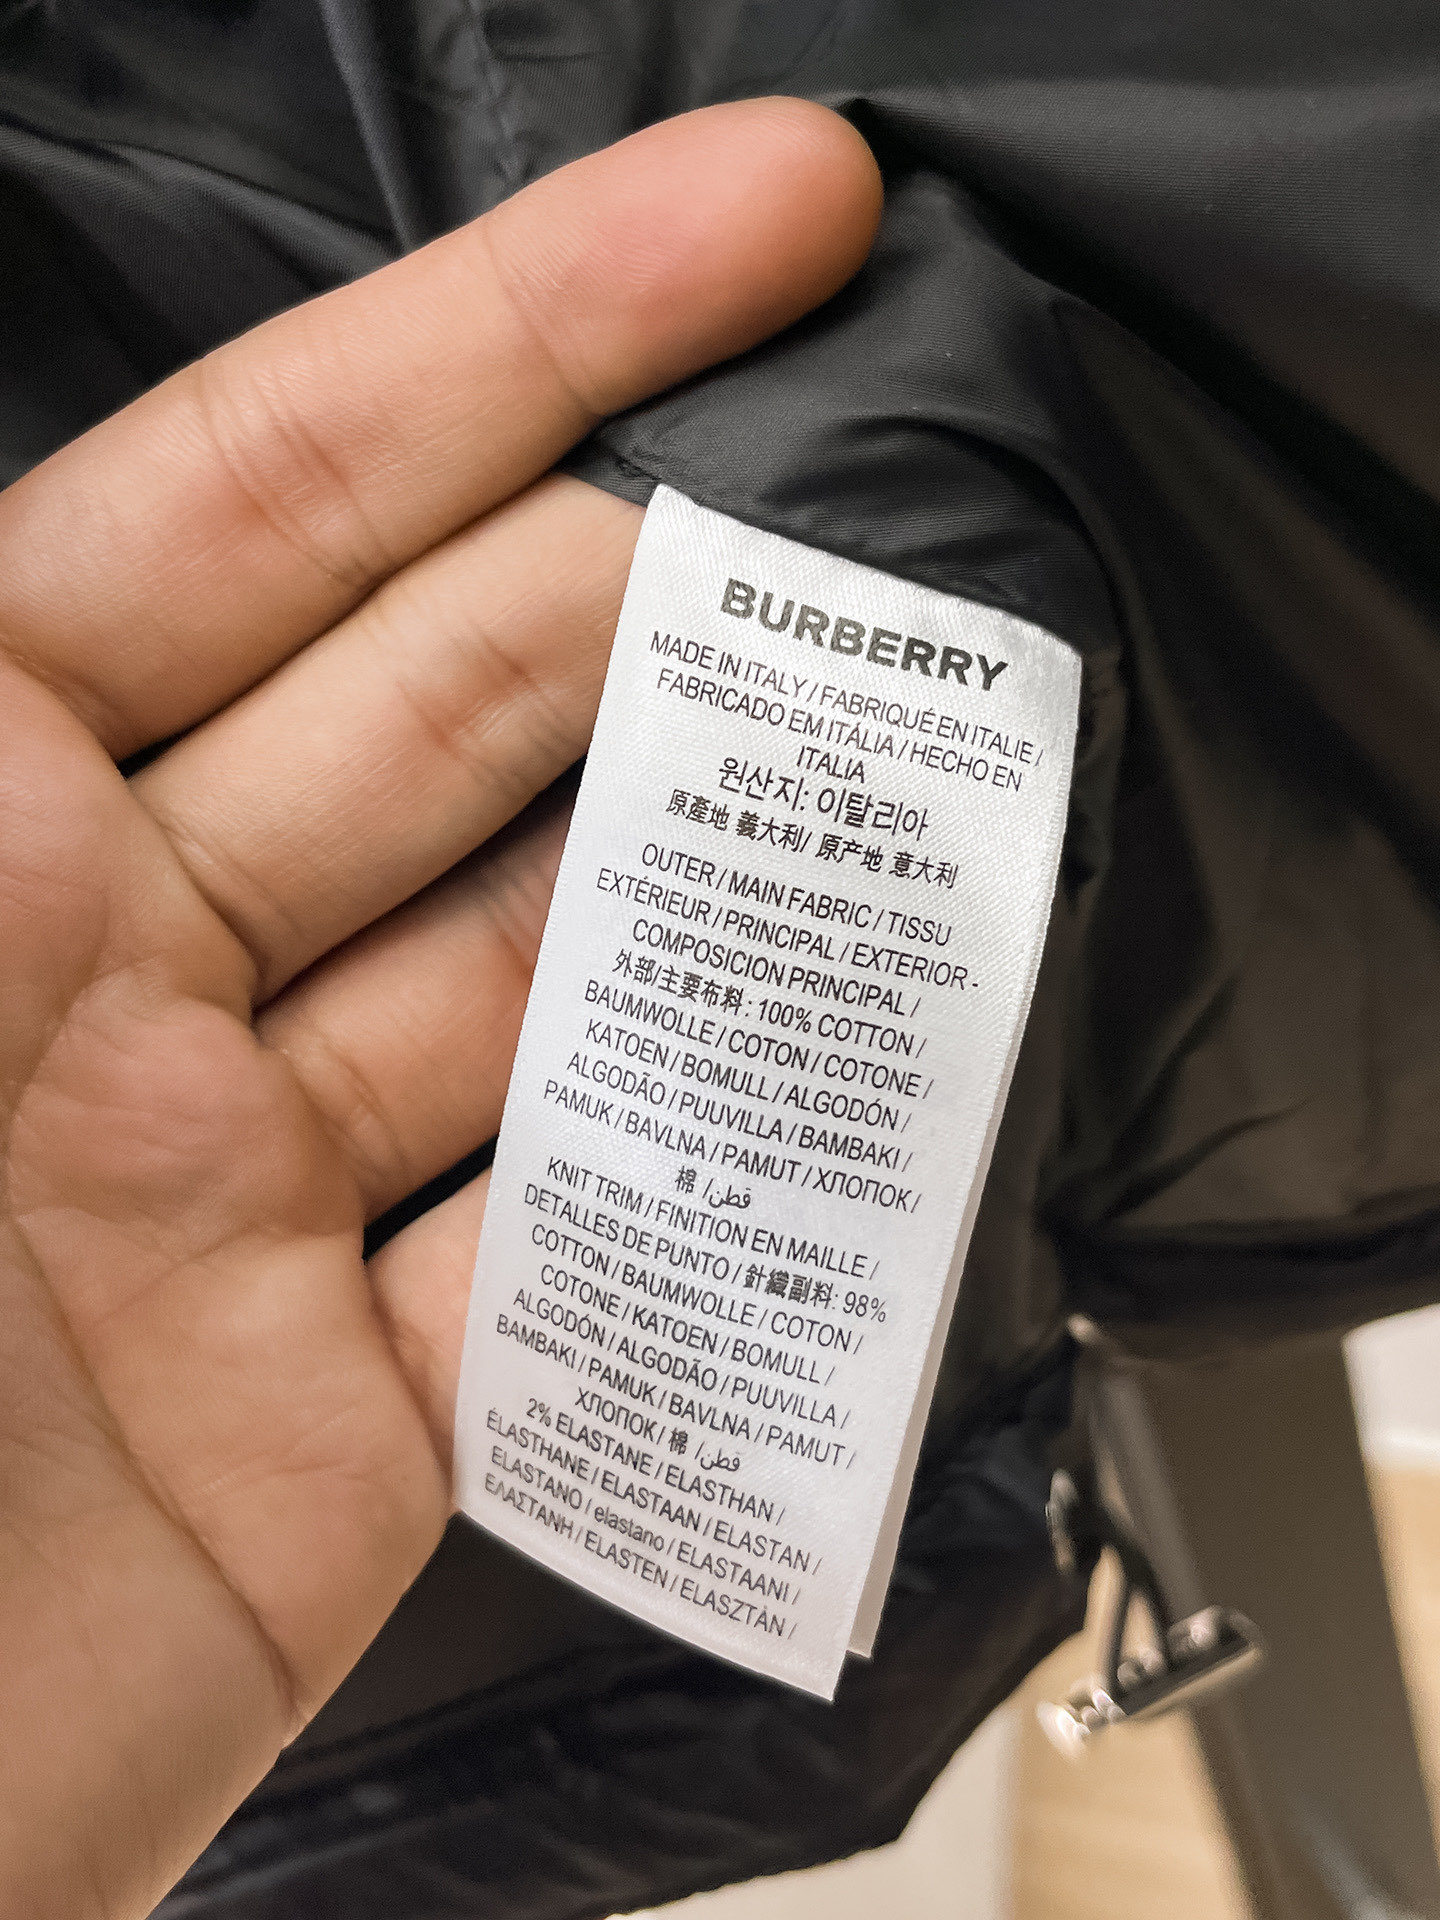 BURBERRY
MADE IN ITALY / FABRIQUÉ EN ITALIE /
FABRICADO EM ITÁLIA / HECHO EN
ITALIA
원산지: 이탈리아
原產地 義大利/ 原产地 意大利
OUTER / MAIN FABRIC / TISSU
EXTÉRIEUR / PRINCIPAL / EXTERIOR -
COMPOSICION PRINCIPAL /
外部/主要布料: 100% COTTON /
BAUMWOLLE / COTON / COTONE /
KATOEN / BOMULL / ALGODÓN /
ALGODÃO / PUUVILLA / BAMBAKI /
PAMUK / BAVLNA / PAMUT / ХЛОПОК /
棉 /قطن
KNIT TRIM / FINITION EN MAILLE /
DETALLES DE PUNTO / 針織副料: 98%
COTTON / BAUMWOLLE / COTON /
COTONE / KATOEN / BOMULL /
ALGODÓN / ALGODÃO / PUUVILLA /
BAMBAKI / PAMUK / BAVLNA / PAMUT /
ХЛОПОК / 棉 /قطن
2% ELASTANE / ELASTHAN /
ÉLASTHANE / ELASTAAN / ELASTAN /
ELASTANO / elastano / ELASTAANI /
ΕΛΑΣΤΑΝΗ / ELASTEN / ELASZTÁN /